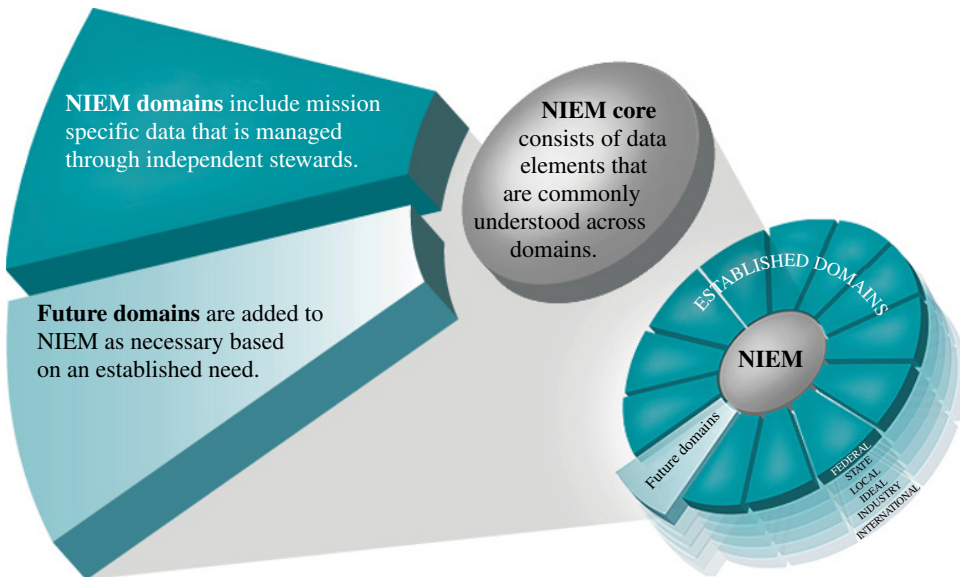 NIEM domains include mission
specific data that is managed
through independent stewards.
Future domains are added to
NIEM as necessary based
on an established need.
NIEM core
consists of data
elements that
are commonly
understood across
domains.
ESTABLISHED DOMAINS
NIEM
Future domains
FEDERAL
STATE
LOCAL
IDEAL
INDUSTRY
INTERNATIONAL